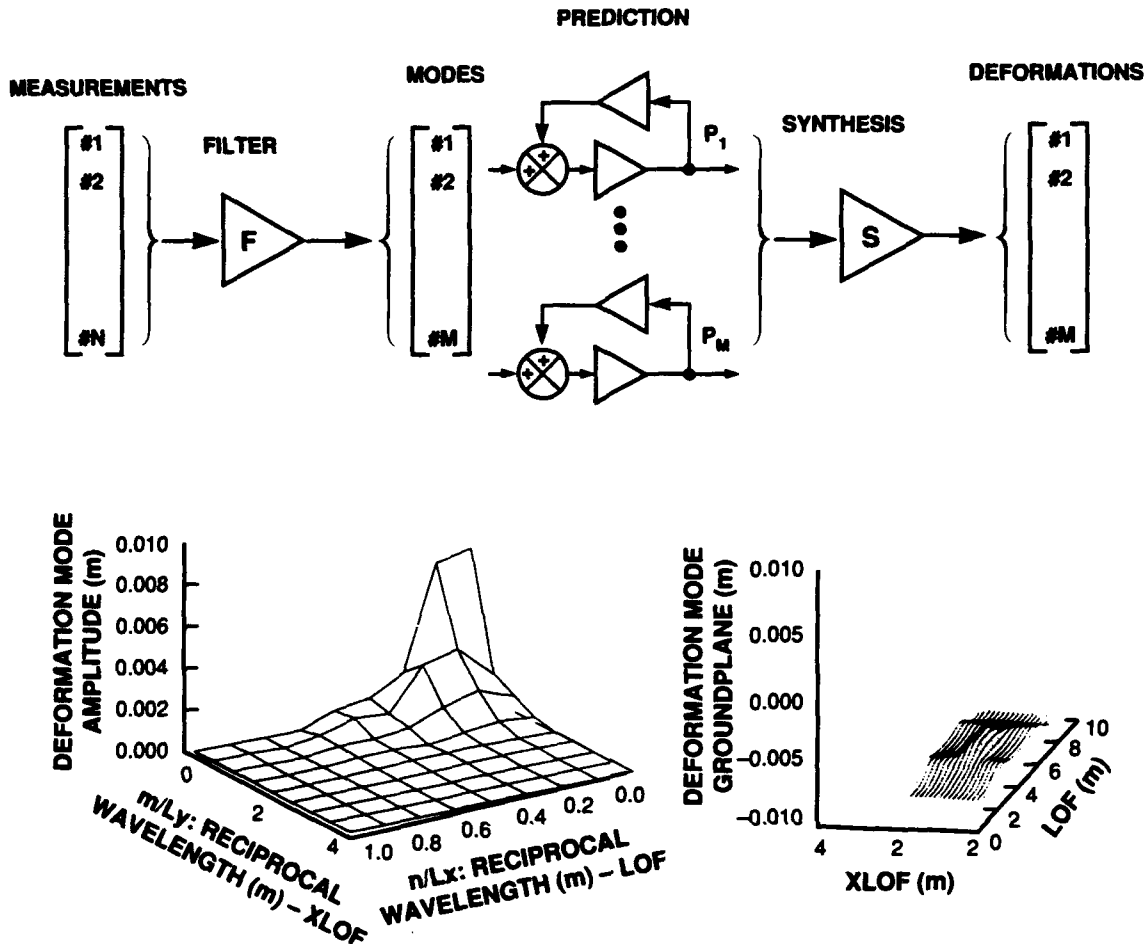 PREDICTION
MEASUREMENTS
MODES
DEFORMATIONS
FILTER
SYNTHESIS
#1
#2
#N
F
#1
#2
#M
+
+
P1
+
+
PM
S
#1
#2
#M
DEFORMATION MODE
AMPLITUDE (m)
0.010
0.008
0.006
0.004
0.002
0.000
0
2
4
m/Ly: RECIPROCAL
WAVELENGTH (m) – XLOF
1.0
0.8
0.6
0.4
0.2
0.0
n/Lx: RECIPROCAL
WAVELENGTH (m) – LOF
DEFORMATION MODE
GROUNDPLANE (m)
0.010
0.005
0.000
−0.005
−0.010
4
2
2
XLOF (m)
0
2
4
6
8
10
LOF (m)